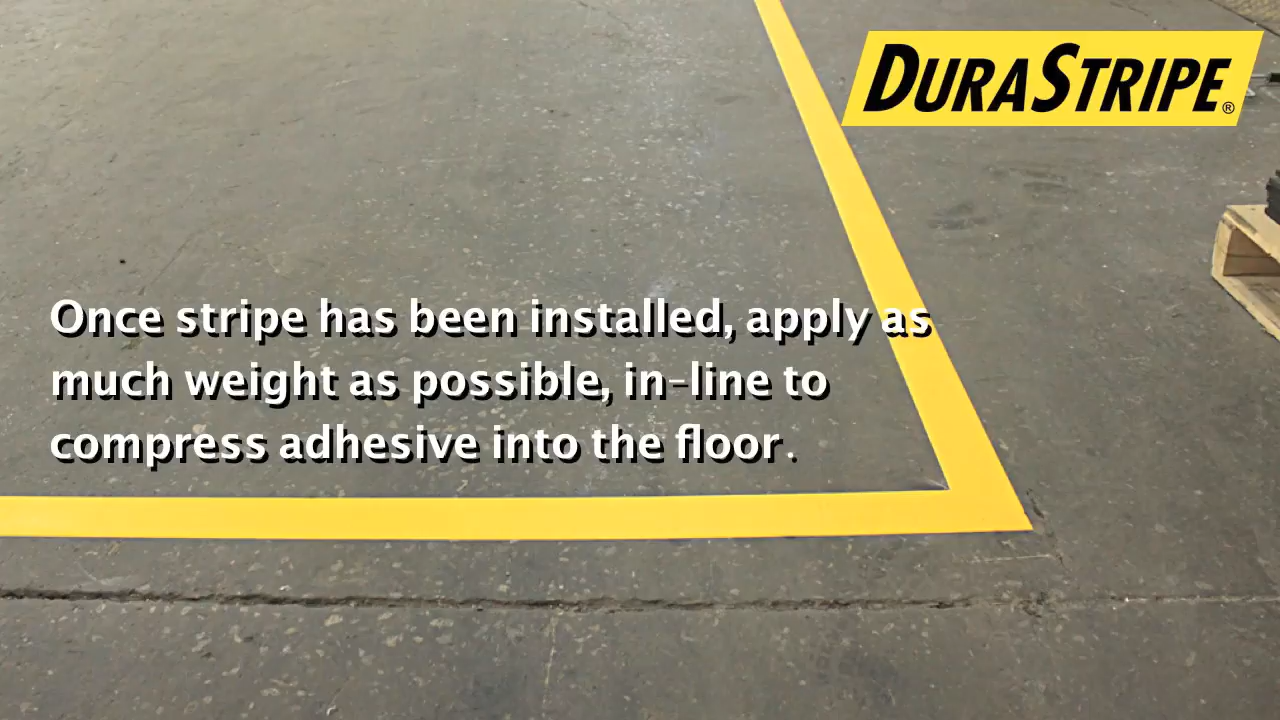 DURASTRIPE®
Once stripe has been installed, apply as
much weight as possible, in-line to
compress adhesive into the floor.